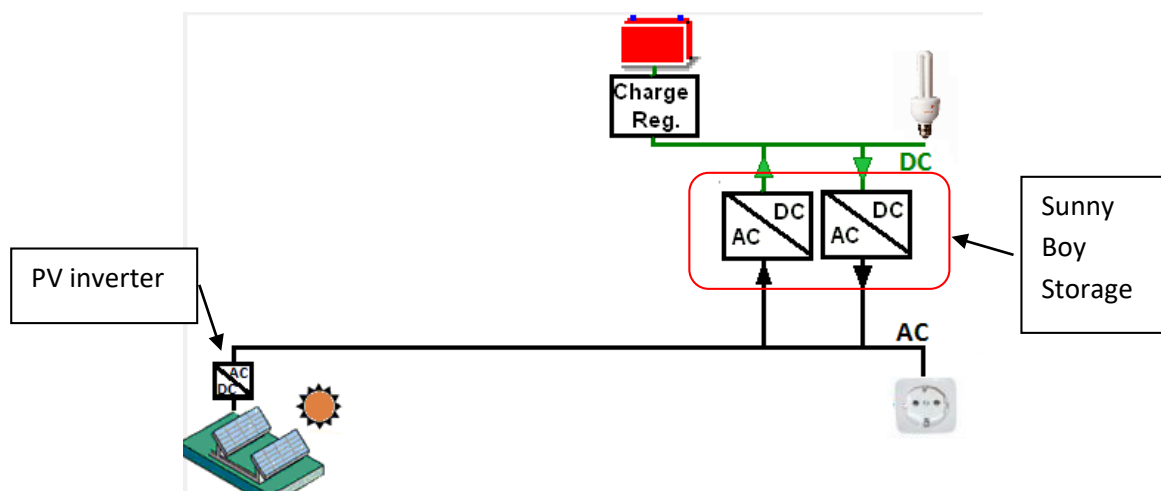 Charge
Reg.
DC
DC
AC
DC
AC
Sunny
Boy
Storage
PV inverter
AC
AC
DC